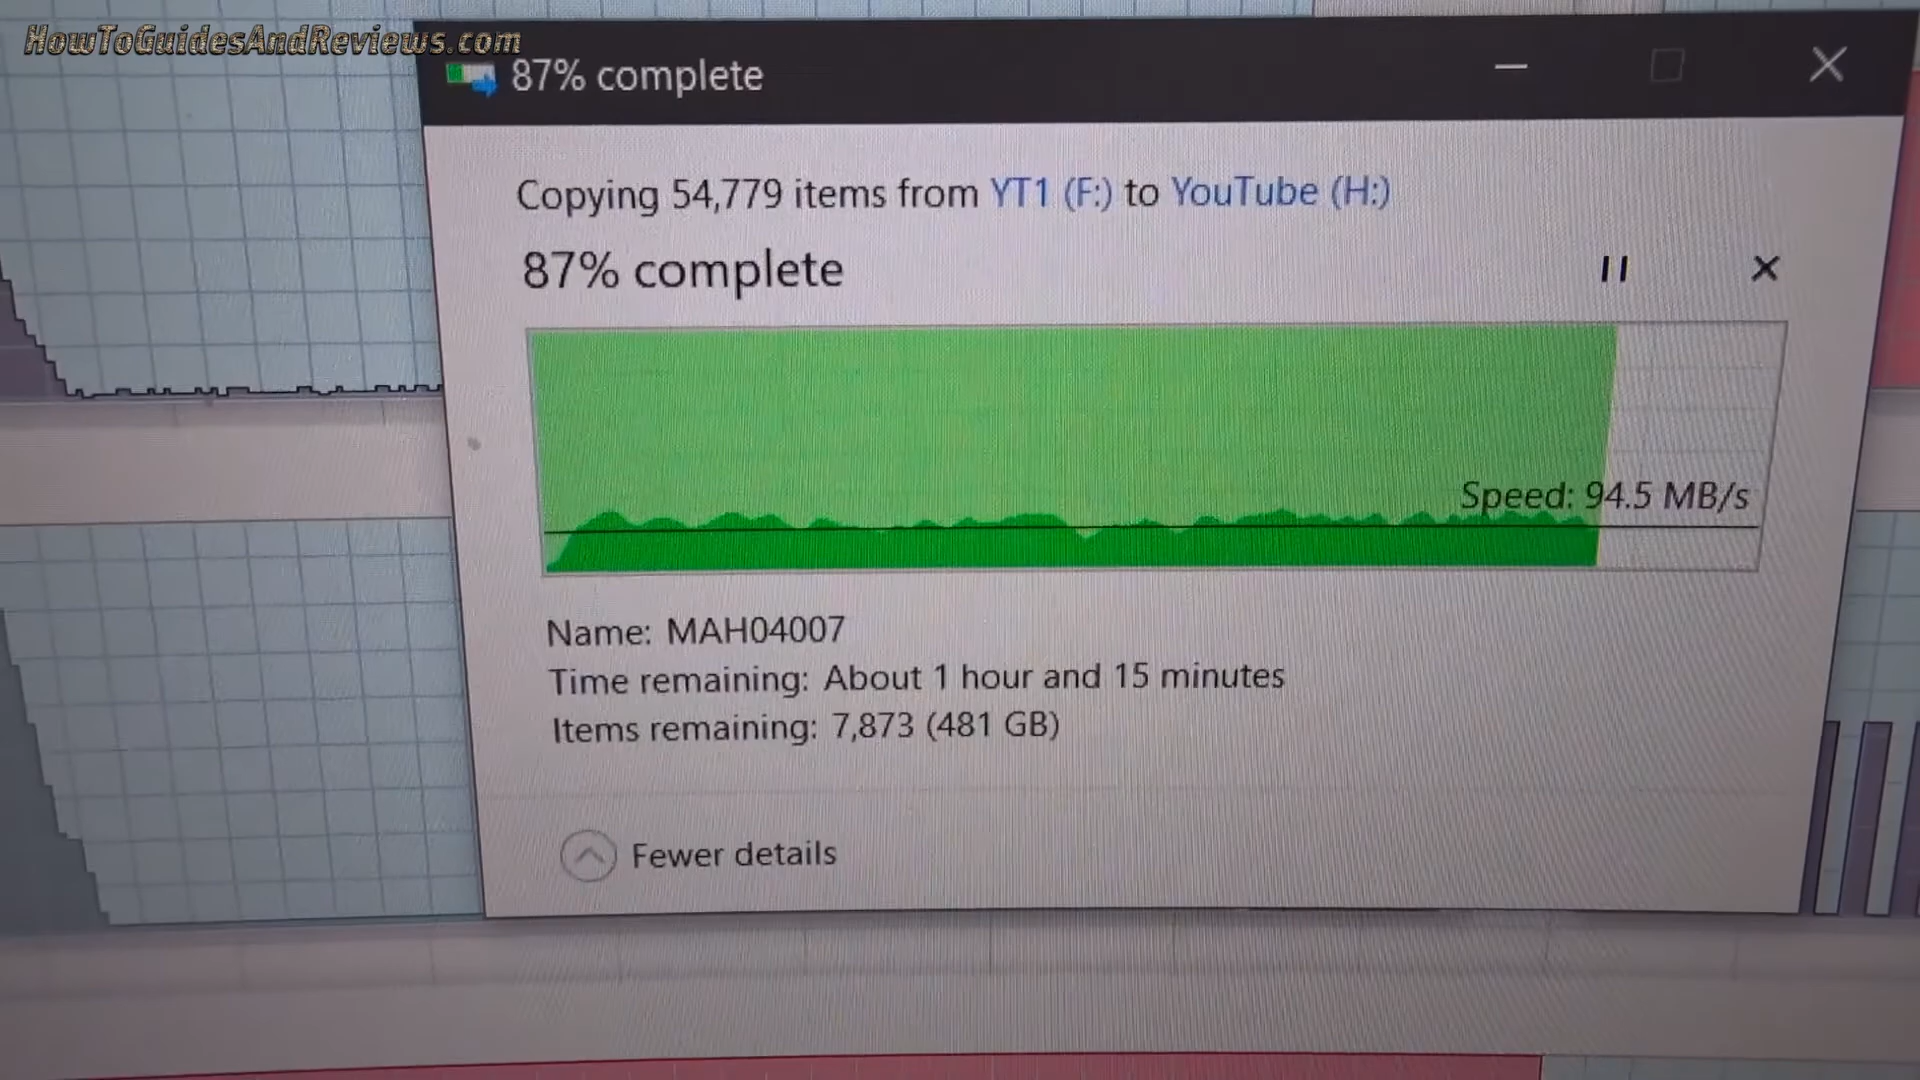 HowToGuidesAndReviews.com
87% complete
Copying 54,779 items from YT1 (F:) to YouTube (H:)
87% complete
Speed: 94.5 MB/s
Name: MAH04007
Time remaining: About 1 hour and 15 minutes
Items remaining: 7,873 (481 GB)
Fewer details